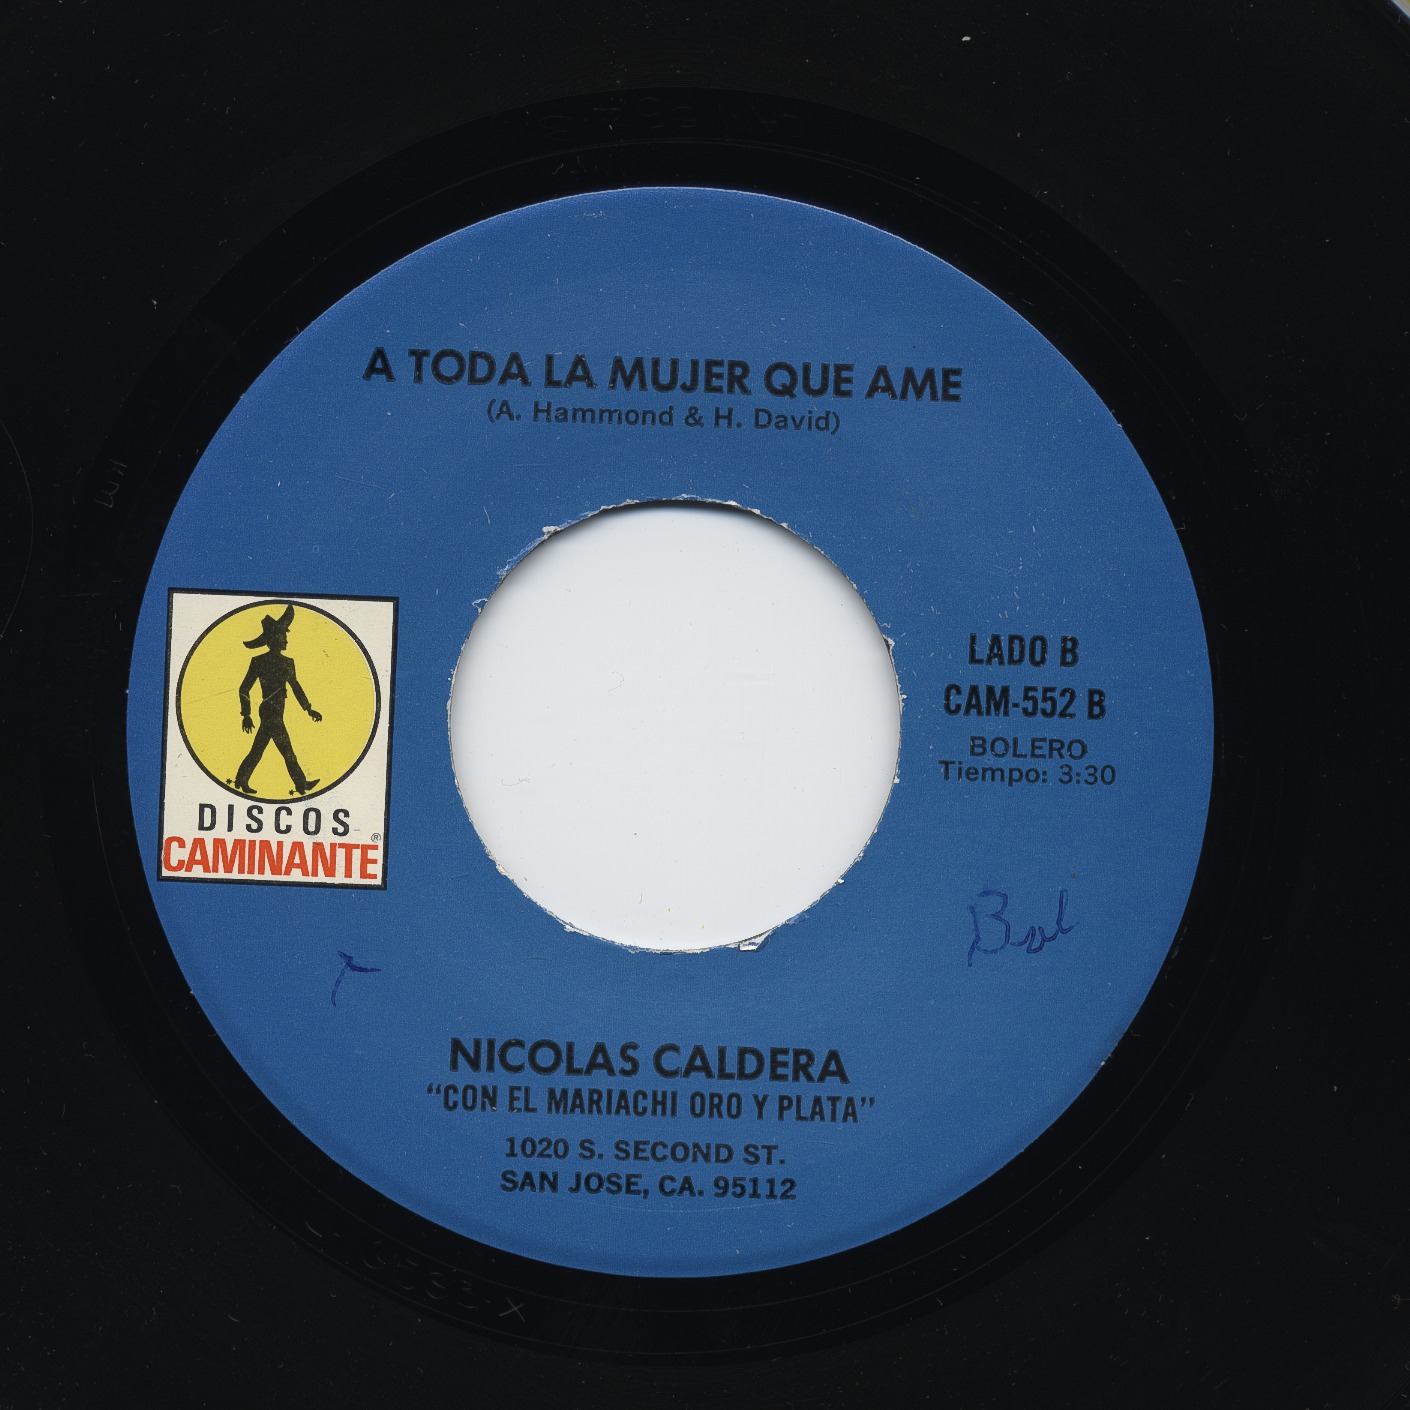 A TODA LA MUJER QUE AME
(A. Hammond & H. David)
DISCOS
CAMINANTE®
LADO B
CAM-552 B
BOLERO
Tiempo: 3:30
NICOLAS CALDERA
“CON EL MARIACHI ORO Y PLATA”
1020 S. SECOND ST.
SAN JOSE, CA. 95112